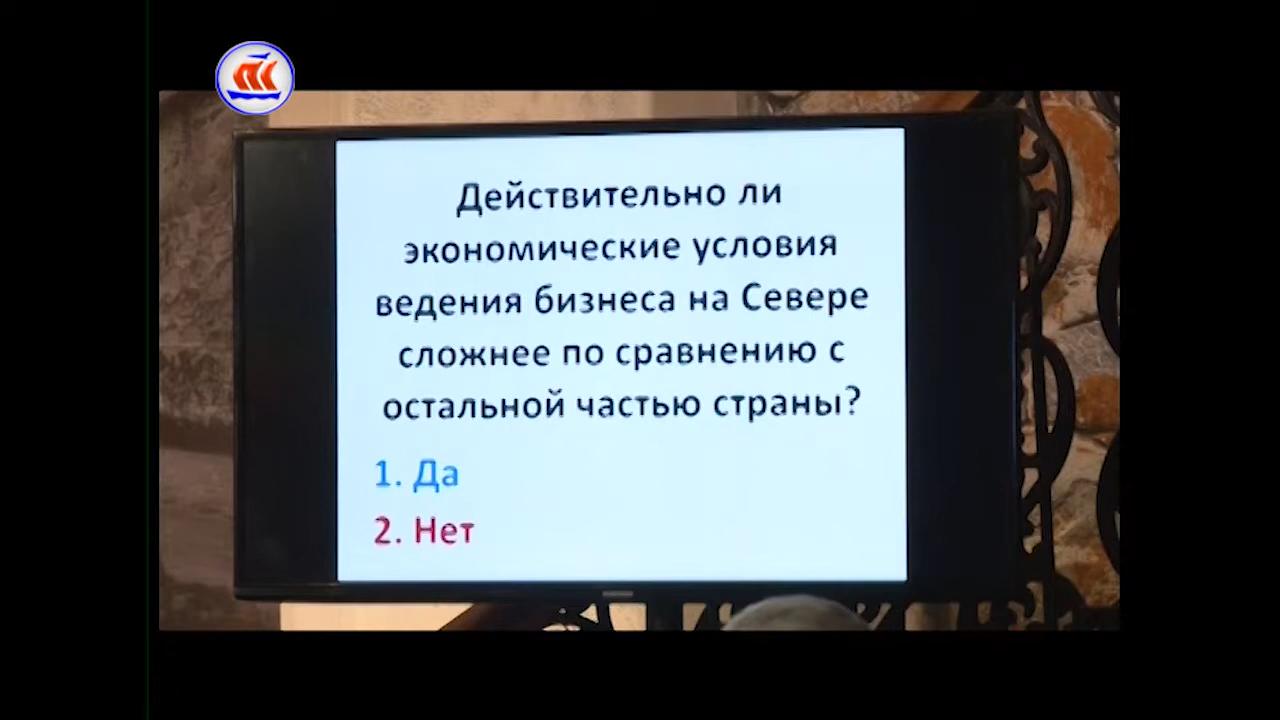 Действительно ли
экономические условия
ведения бизнеса на Севере
сложнее по сравнению с
остальной частью страны?
1. Да
2. Нет